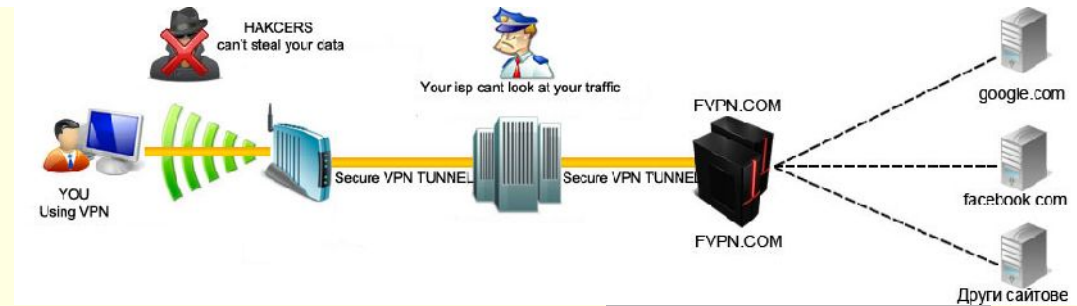 HAKCERS
can't steal your data
Your isp cant look at your traffic
YOU
Using VPN
Secure VPN TUNNEL
Secure VPN TUNNEL
FVPN.COM
FVPN.COM
google.com
facebook.com
Други сайтове